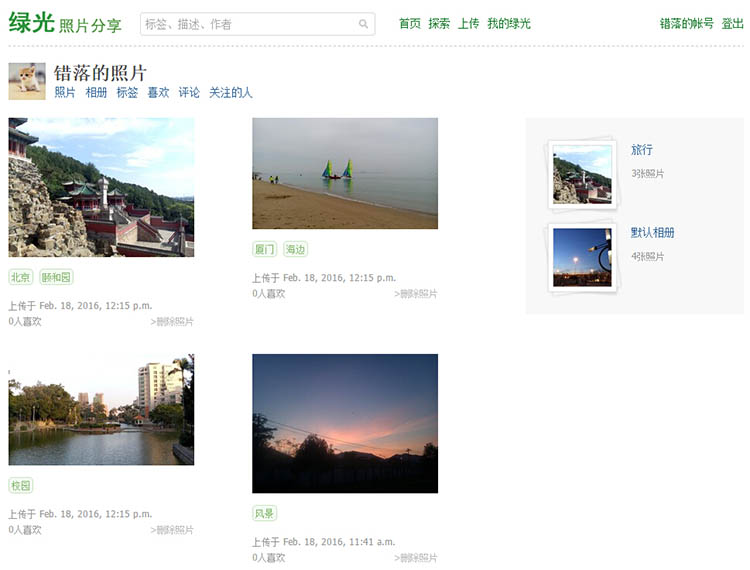 绿光 照片分享 标签、描述、作者 首页 探索 上传 我的绿光 错落的帐号 登出
错落的照片
照片 相册 标签 喜欢 评论 关注的人
北京 颐和园
上传于 Feb. 18, 2016, 12:15 p.m.
0人喜欢 >删除照片
厦门 海边
上传于 Feb. 18, 2016, 12:15 p.m.
0人喜欢 >删除照片
旅行
3张照片
默认相册
4张照片
校园
上传于 Feb. 18, 2016, 12:15 p.m.
0人喜欢 >删除照片
风景
上传于 Feb. 18, 2016, 11:41 a.m.
0人喜欢 >删除照片